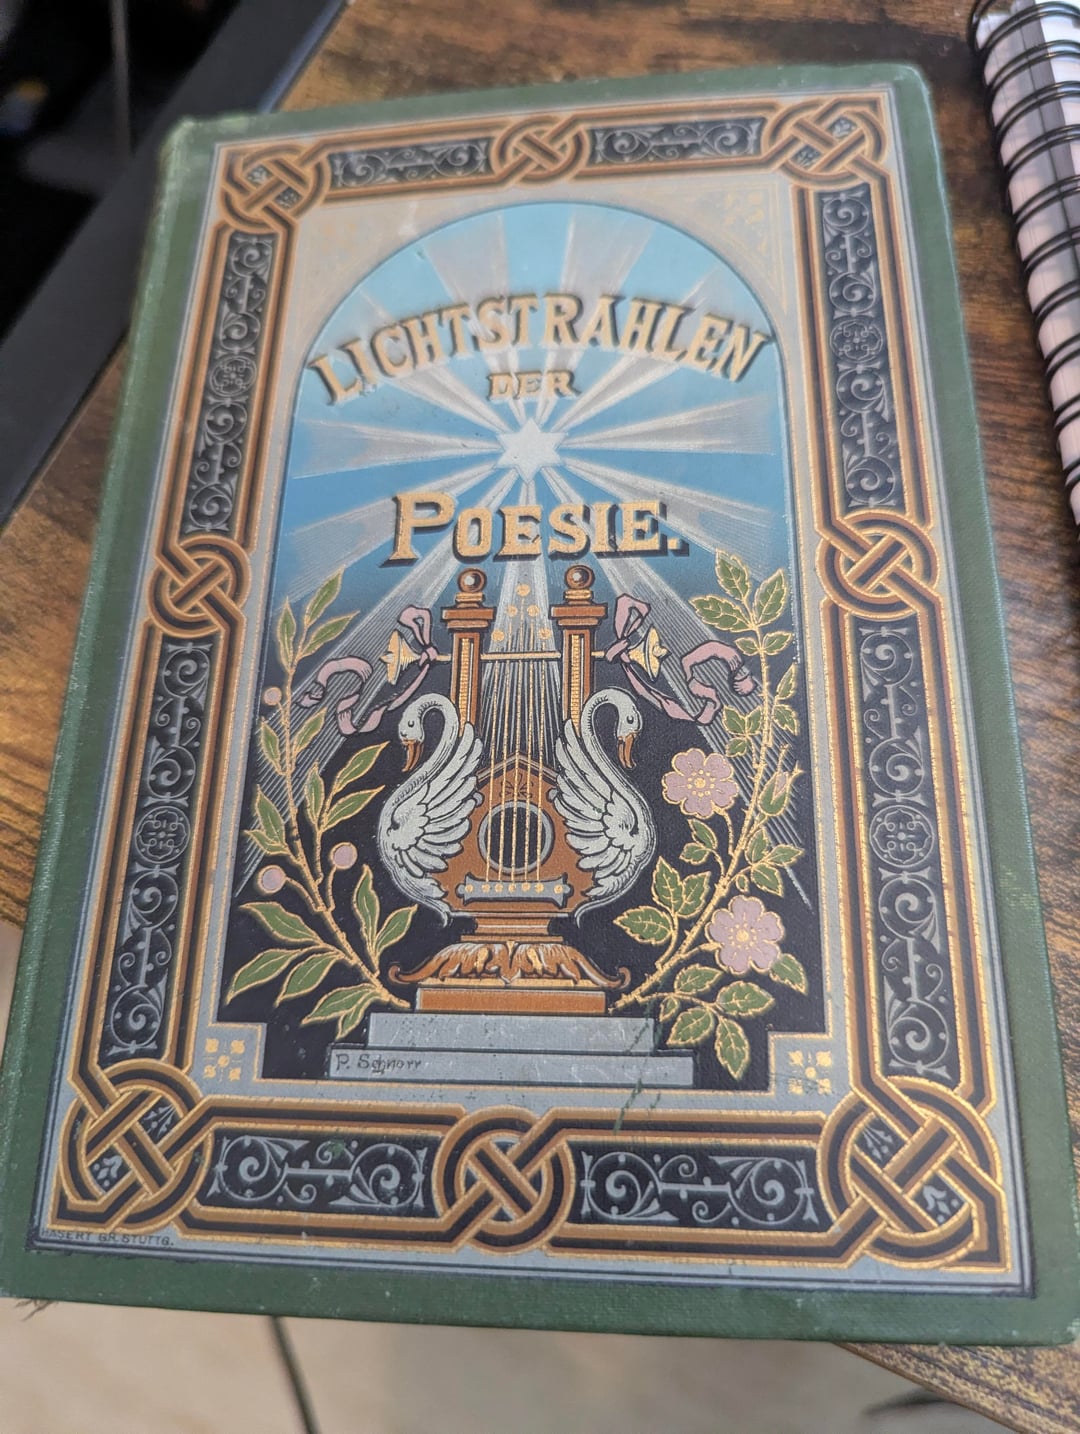 LICHTSTRAHLEN
DER
POESIE.
P. Schnorr
HASERT GR. STUTTG.